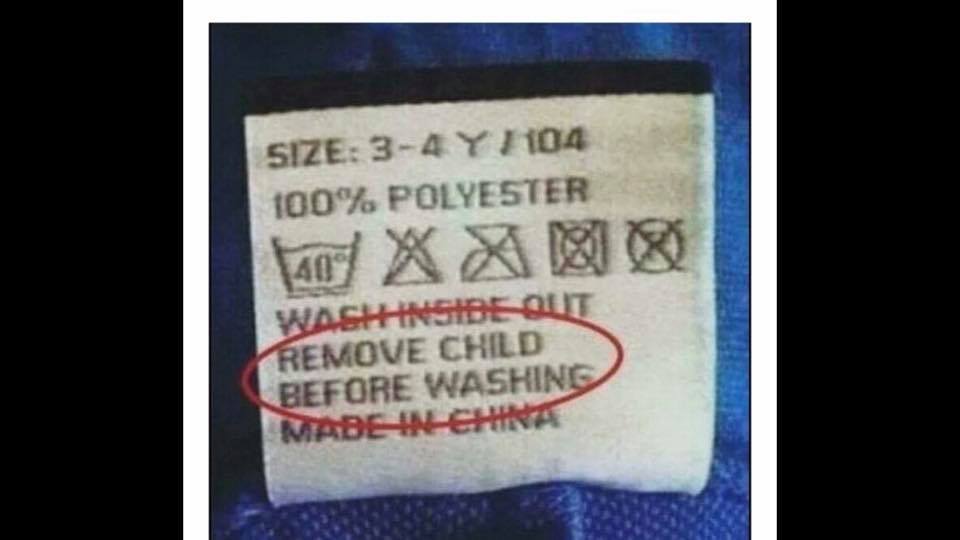 SIZE: 3-4 Y / 104
100% POLYESTER
40°
WASH INSIDE OUT
REMOVE CHILD
BEFORE WASHING
MADE IN CHINA